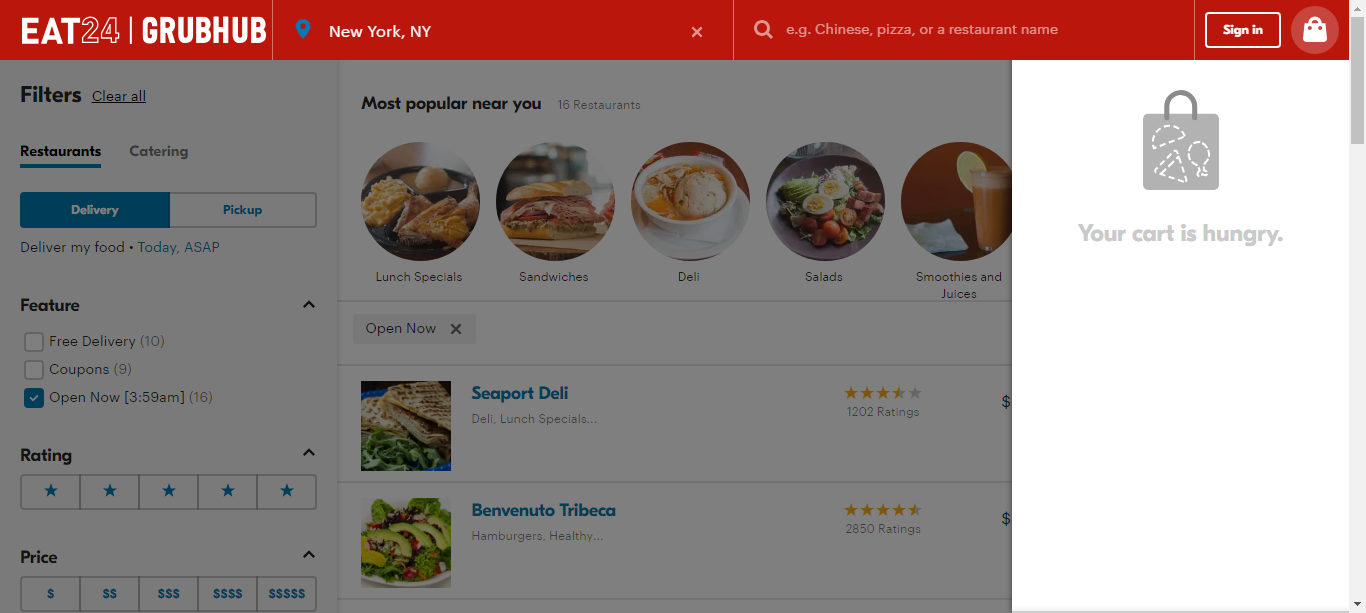 EAT24 | GRUBHUB
New York, NY
e.g. Chinese, pizza, or a restaurant name
Sign in
Filters Clear all
Restaurants Catering
Delivery Pickup
Deliver my food • Today, ASAP
Feature
Free Delivery (10)
Coupons (9)
Open Now [3:59am] (16)
Rating
Price
$ $$ $$$ $$$$ $$$$$
Most popular near you 16 Restaurants
Lunch Specials
Sandwiches
Deli
Salads
Smoothies and
Juices
Open Now
Seaport Deli
Deli, Lunch Specials...
1202 Ratings
$
Benvenuto Tribeca
Hamburgers, Healthy...
2850 Ratings
$
Your cart is hungry.